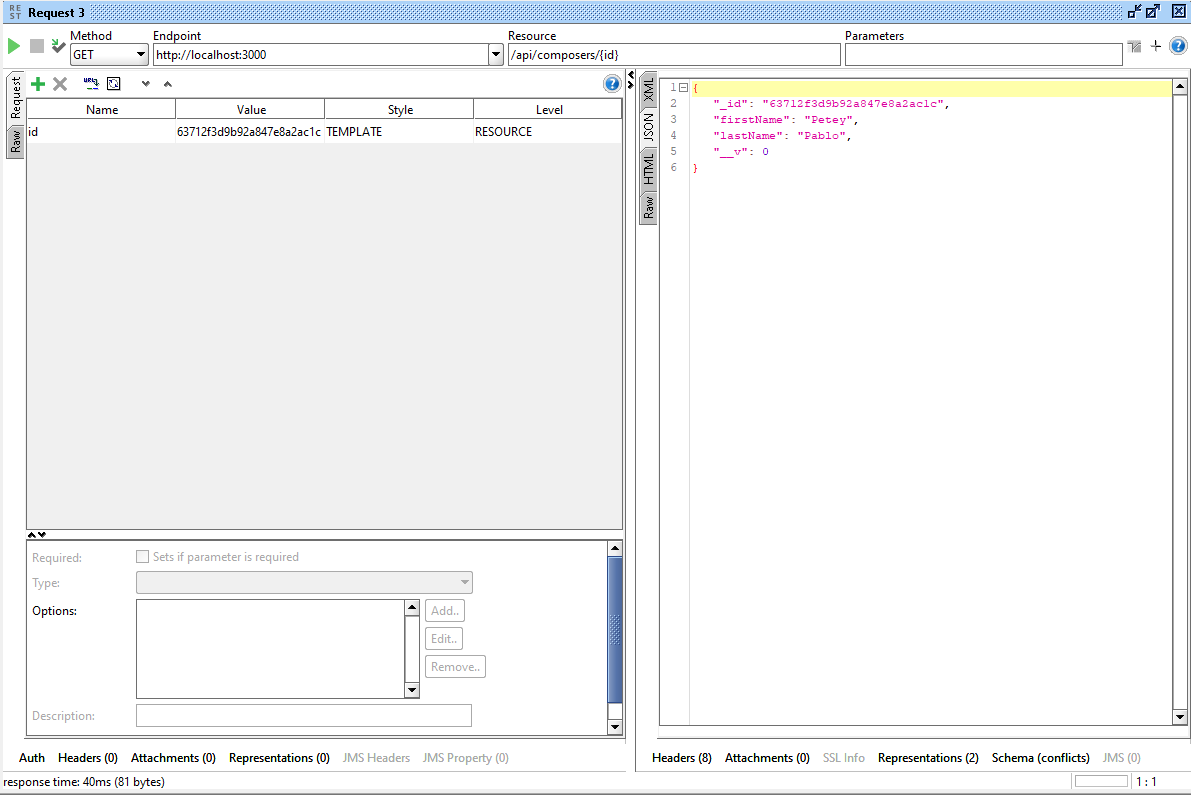 RE
ST
Request 3
Method
Endpoint
Resource
Parameters
GET
http://localhost:3000
/api/composers/{id}
Request
Raw
URL
Name Value Style Level
id 63712f3d9b92a847e8a2ac1c TEMPLATE RESOURCE
Required:
Sets if parameter is required
Type:
Options:
Add..
Edit..
Remove..
Description:
Auth Headers (0) Attachments (0) Representations (0) JMS Headers JMS Property (0)
XML
JSON
HTML
Raw
1 {
2 "_id": "63712f3d9b92a847e8a2ac1c",
3 "firstName": "Petey",
4 "lastName": "Pablo",
5 "__v": 0
6 }
Headers (8) Attachments (0) SSL Info Representations (2) Schema (conflicts) JMS (0)
response time: 40ms (81 bytes)
1 : 1